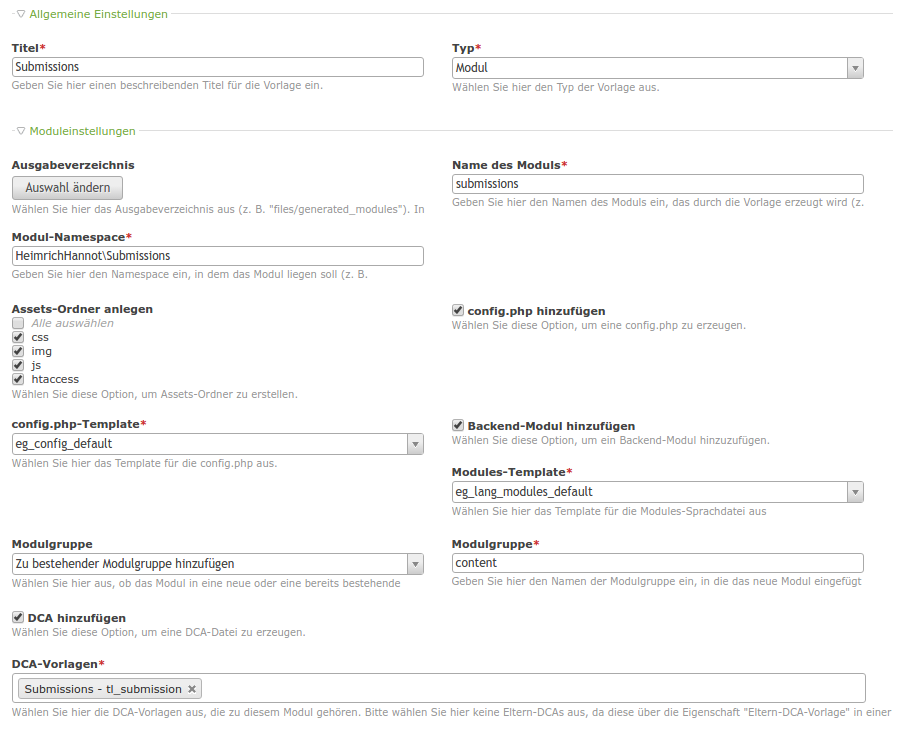 Allgemeine Einstellungen
Titel*
Submissions
Geben Sie hier einen beschreibenden Titel für die Vorlage ein.
Typ*
Modul
Wählen Sie hier den Typ der Vorlage aus.
Moduleinstellungen
Ausgabeverzeichnis
Auswahl ändern
Wählen Sie hier das Ausgabeverzeichnis aus (z. B. "files/generated_modules"). In
Name des Moduls*
submissions
Geben Sie hier den Namen des Moduls ein, das durch die Vorlage erzeugt wird (z.
Modul-Namespace*
HeimrichHannot\Submissions
Geben Sie hier den Namespace ein, in dem das Modul liegen soll (z. B.
Assets-Ordner anlegen
Alle auswählen
css
img
js
htaccess
Wählen Sie diese Option, um Assets-Ordner zu erstellen.
config.php hinzufügen
Wählen Sie diese Option, um eine config.php zu erzeugen.
config.php-Template*
eg_config_default
Wählen Sie hier das Template für die config.php aus.
Backend-Modul hinzufügen
Wählen Sie diese Option, um ein Backend-Modul hinzuzufügen.
Modules-Template*
eg_lang_modules_default
Wählen Sie hier das Template für die Modules-Sprachdatei aus
Modulgruppe
Zu bestehender Modulgruppe hinzufügen
Wählen Sie hier aus, ob das Modul in eine neue oder eine bereits bestehende
Modulgruppe*
content
Geben Sie hier den Namen der Modulgruppe ein, in die das neue Modul eingefügt
DCA hinzufügen
Wählen Sie diese Option, um eine DCA-Datei zu erzeugen.
DCA-Vorlagen*
Submissions - tl_submission ×
Wählen Sie hier die DCA-Vorlagen aus, die zu diesem Modul gehören. Bitte wählen Sie hier keine Eltern-DCAs aus, da diese über die Eigenschaft "Eltern-DCA-Vorlage" in einer